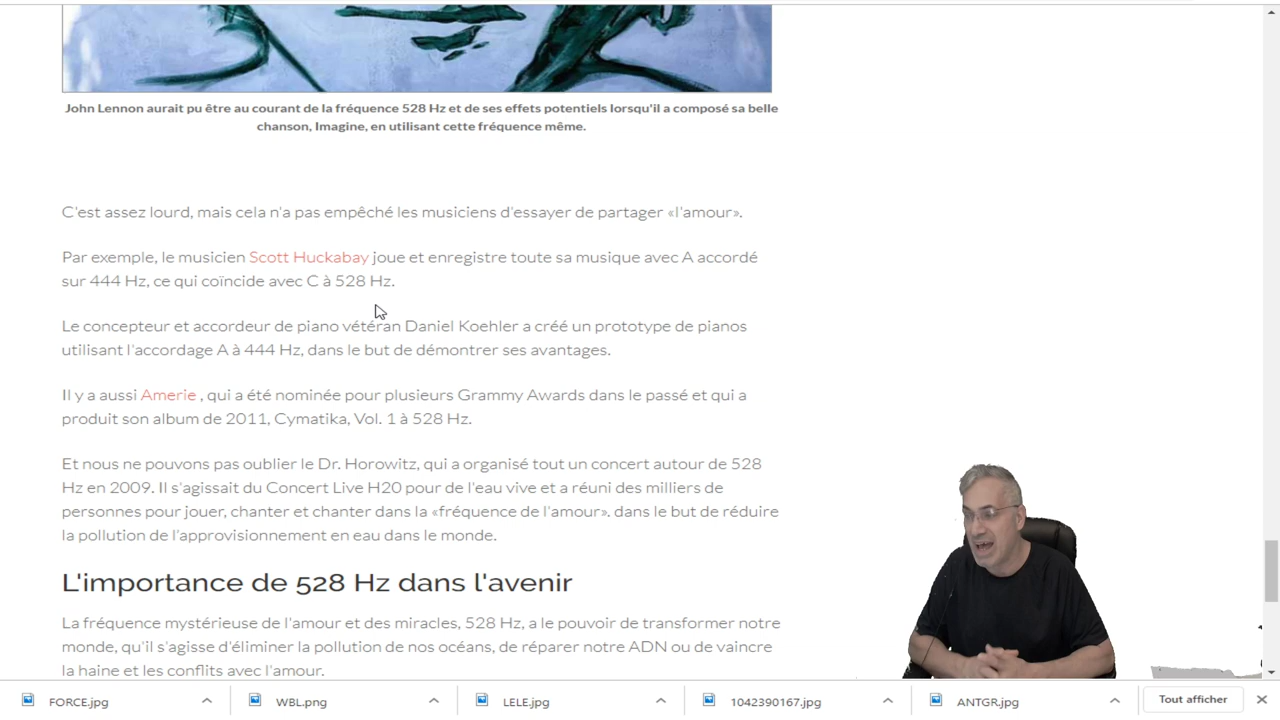 John Lennon aurait pu être au courant de la fréquence 528 Hz et de ses effets potentiels lorsqu'il a composé sa belle
chanson, Imagine, en utilisant cette fréquence même.
C'est assez lourd, mais cela n'a pas empêché les musiciens d'essayer de partager «l'amour».
Par exemple, le musicien Scott Huckabay joue et enregistre toute sa musique avec A accordé
sur 444 Hz, ce qui coïncide avec C à 528 Hz.
Le concepteur et accordeur de piano vétéran Daniel Koehler a créé un prototype de pianos
utilisant l'accordage A à 444 Hz, dans le but de démontrer ses avantages.
Il y a aussi Amerie , qui a été nominée pour plusieurs Grammy Awards dans le passé et qui a
produit son album de 2011, Cymatika, Vol. 1 à 528 Hz.
Et nous ne pouvons pas oublier le Dr. Horowitz, qui a organisé tout un concert autour de 528
Hz en 2009. Il s'agissait du Concert Live H20 pour de l'eau vive et a réuni des milliers de
personnes pour jouer, chanter et chanter dans la «fréquence de l'amour». dans le but de réduire
la pollution de l'approvisionnement en eau dans le monde.
L'importance de 528 Hz dans l'avenir
La fréquence mystérieuse de l'amour et des miracles, 528 Hz, a le pouvoir de transformer notre
monde, qu'il s'agisse d'éliminer la pollution de nos océans, de réparer notre ADN ou de vaincre
la haine et les conflits avec l'amour.
FORCE.jpg
WBL.png
LELE.jpg
1042390167.jpg
ANTGR.jpg
Tout afficher